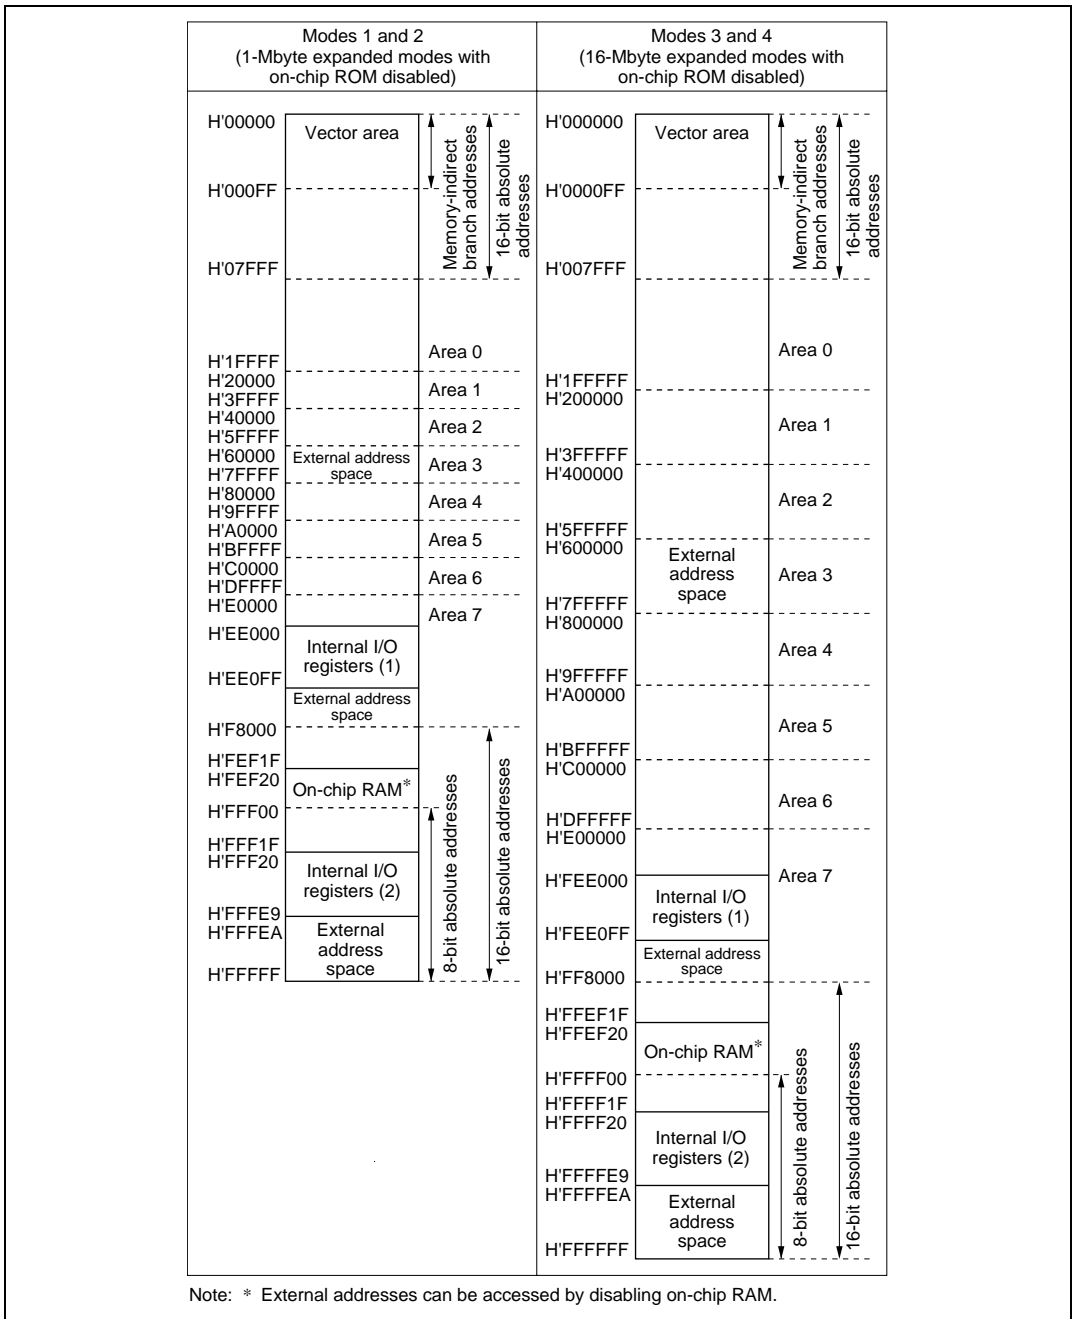 Modes 1 and 2
(1-Mbyte expanded modes with
on-chip ROM disabled)
H'00000
Vector area
H'000FF
H'07FFF
Memory-indirect
branch addresses
16-bit absolute
addresses
Area 0
H'1FFFF
H'20000
Area 1
H'3FFFF
H'40000
Area 2
H'5FFFF
H'60000
External address
space
Area 3
H'7FFFF
H'80000
Area 4
H'9FFFF
H'A0000
Area 5
H'BFFFF
H'C0000
Area 6
H'DFFFF
H'E0000
Area 7
H'EE000
Internal I/O
registers (1)
H'EE0FF
External address
space
H'F8000
H'FEF1F
H'FEF20
On-chip RAM*
H'FFF00
H'FFF1F
H'FFF20
Internal I/O
registers (2)
H'FFFE9
H'FFFEA
External
address
space
H'FFFFF
8-bit absolute addresses
16-bit absolute addresses
Modes 3 and 4
(16-Mbyte expanded modes with
on-chip ROM disabled)
H'000000
Vector area
H'0000FF
H'007FFF
Memory-indirect
branch addresses
16-bit absolute
addresses
Area 0
H'1FFFFF
H'200000
Area 1
H'3FFFFF
H'400000
Area 2
H'5FFFFF
H'600000
External
address
space
Area 3
H'7FFFFF
H'800000
Area 4
H'9FFFFF
H'A00000
Area 5
H'BFFFFF
H'C00000
Area 6
H'DFFFFF
H'E00000
Area 7
H'FEE000
Internal I/O
registers (1)
H'FEE0FF
External address
space
H'FF8000
H'FFEF1F
H'FFEF20
On-chip RAM*
H'FFFF00
H'FFFF1F
H'FFFF20
Internal I/O
registers (2)
H'FFFFE9
H'FFFFEA
External
address
space
H'FFFFFF
8-bit absolute addresses
16-bit absolute addresses
Note: * External addresses can be accessed by disabling on-chip RAM.